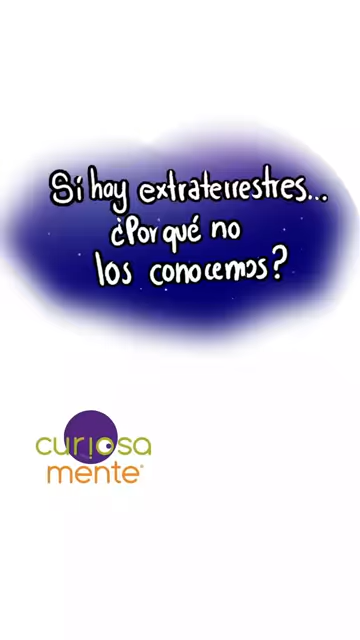 Si hay extraterrestres...
¿Por qué no
los conocemos?
curiosa
mente®